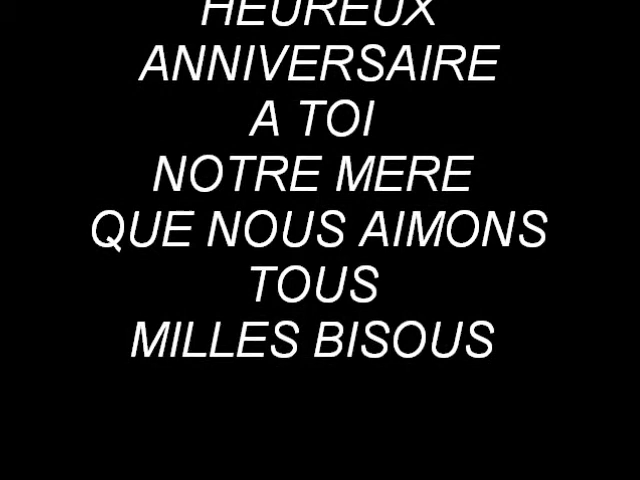 HEUREUX
ANNIVERSAIRE
A TOI
NOTRE MERE
QUE NOUS AIMONS
TOUS
MILLES BISOUS